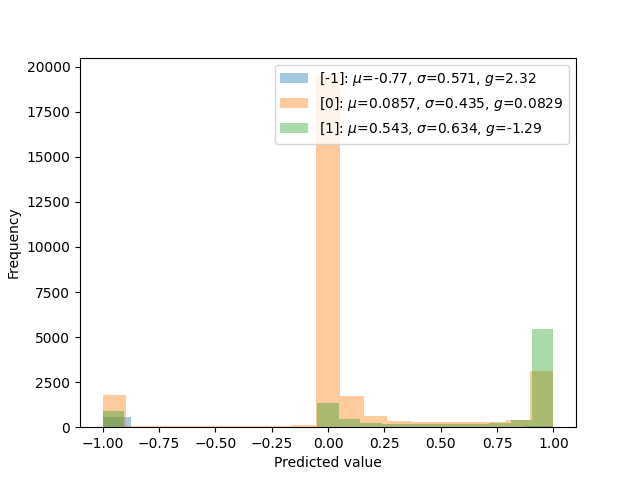 20000
17500
15000
12500
10000
7500
5000
2500
0
Frequency
[-1]: μ=-0.77, σ=0.571, g=2.32
[0]: μ=0.0857, σ=0.435, g=0.0829
[1]: μ=0.543, σ=0.634, g=-1.29
−1.00 −0.75 −0.50 −0.25 0.00 0.25 0.50 0.75 1.00
Predicted value